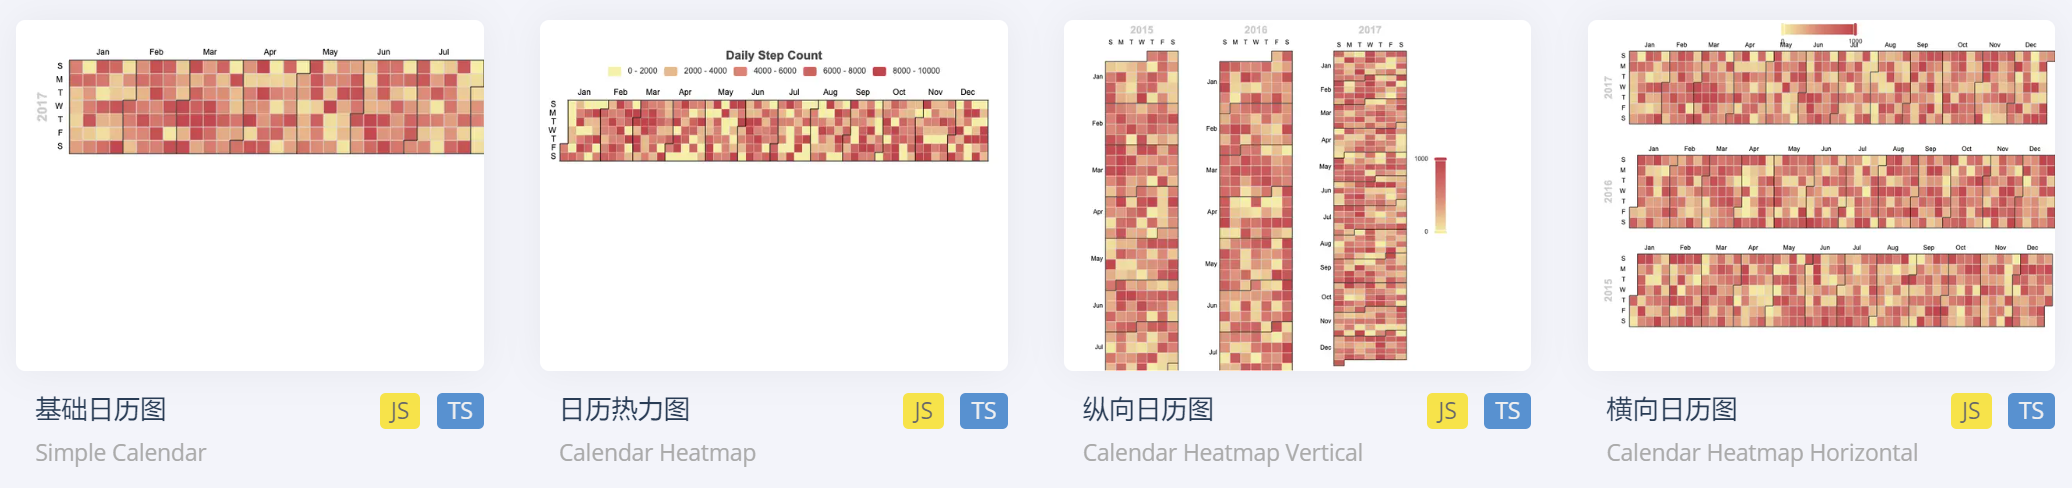 Jan Feb Mar Apr May Jun Jul
S
M
T
W
T
F
S
2017
基础日历图 JS TS
Simple Calendar
Daily Step Count
0 - 2000 2000 - 4000 4000 - 6000 6000 - 8000 8000 - 10000
Jan Feb Mar Apr May Jun Jul Aug Sep Oct Nov Dec
S
M
T
W
T
F
S
日历热力图 JS TS
Calendar Heatmap
2015
S M T W T F S
Jan
Feb
Mar
Apr
May
Jun
Jul
2016
S M T W T F S
Jan
Feb
Mar
Apr
May
Jun
Jul
2017
S M T W T F S
Jan
Feb
Mar
Apr
May
Jun
Jul
Aug
Sep
Oct
Nov
Dec
1000
0
纵向日历图 JS TS
Calendar Heatmap Vertical
0 1000
Jan Feb Mar Apr May Jun Jul Aug Sep Oct Nov Dec
S
M
T
W
T
F
S
2017
Jan Feb Mar Apr May Jun Jul Aug Sep Oct Nov Dec
S
M
T
W
T
F
S
2016
Jan Feb Mar Apr May Jun Jul Aug Sep Oct Nov Dec
S
M
T
W
T
F
S
2015
横向日历图 JS TS
Calendar Heatmap Horizontal